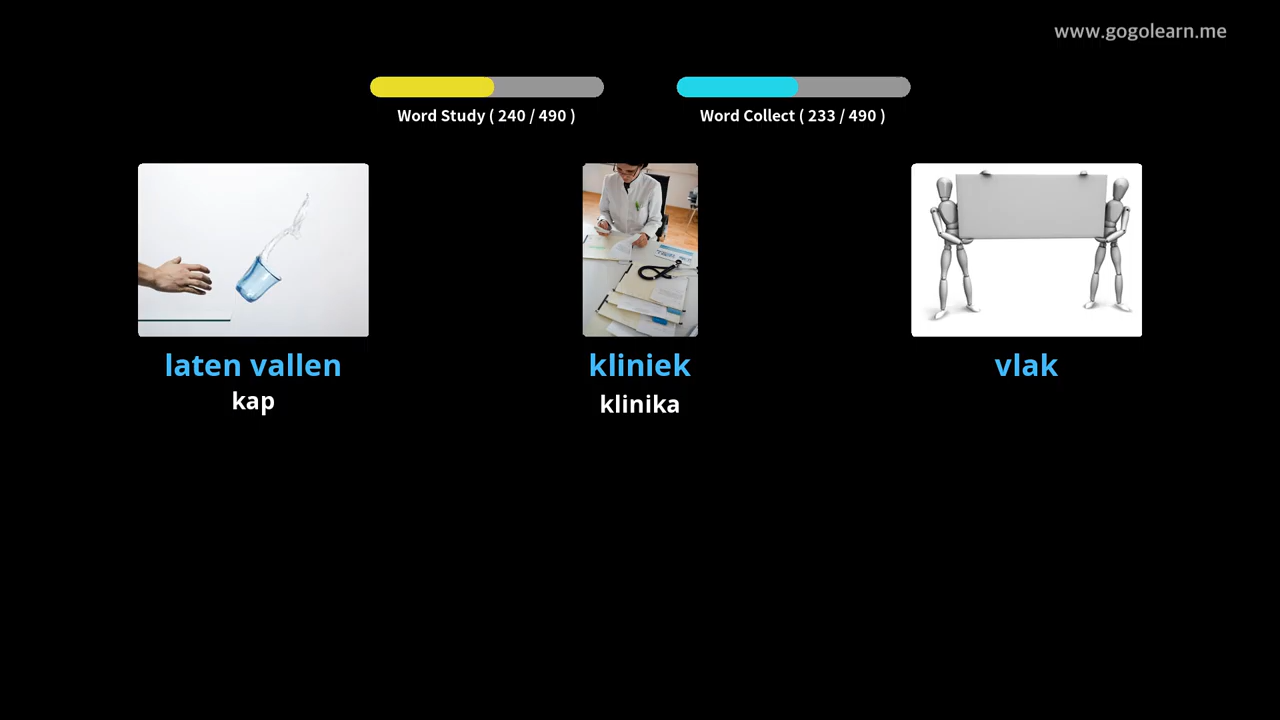 www.gogolearn.me
Word Study ( 240 / 490 )
Word Collect ( 233 / 490 )
laten vallen
kap
kliniek
klinika
vlak